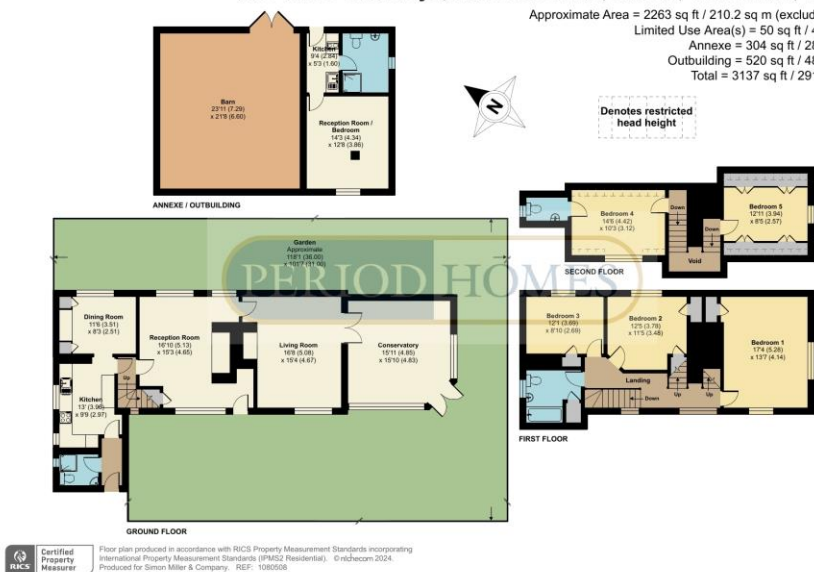 Approximate Area = 2263 sq ft / 210.2 sq m (exclud
Limited Use Area(s) = 50 sq ft / 4
Annexe = 304 sq ft / 28
Outbuilding = 520 sq ft / 48
Total = 3137 sq ft / 291
N
Denotes restricted
head height
Barn
23'11 (7.29)
x 21'8 (6.60)
Kitchen
9'4 (2.84)
x 5'3 (1.60)
Reception Room /
Bedroom
14'3 (4.34)
x 12'8 (3.86)
ANNEXE / OUTBUILDING
Bedroom 4
14'6 (4.42)
x 10'3 (3.12)
Down
Down
Bedroom 5
12'11 (3.94)
x 8'5 (2.57)
Void
SECOND FLOOR
Garden
Approximate
118'1 (36.00)
PERIOD HOMES
Dining Room
11'6 (3.51)
x 8'3 (2.51)
Reception Room
16'10 (5.13)
x 15'3 (4.65)
Living Room
16'8 (5.08)
x 15'4 (4.67)
Conservatory
15'11 (4.85)
x 15'10 (4.83)
Kitchen
13' (3.96)
x 9'9 (2.97)
Up
GROUND FLOOR
Bedroom 3
12'1 (3.69)
x 8'10 (2.69)
Bedroom 2
12'5 (3.78)
x 11'5 (3.48)
Bedroom 1
17'4 (5.28)
x 13'7 (4.14)
Landing
Down
Up
Up
FIRST FLOOR
RICS
Certified
Property
Measurer
Floor plan produced in accordance with RICS Property Measurement Standards incorporating
International Property Measurement Standards (IPMS2 Residential). © nichecom 2024.
Produced for Simon Miller & Company. REF: 1080508